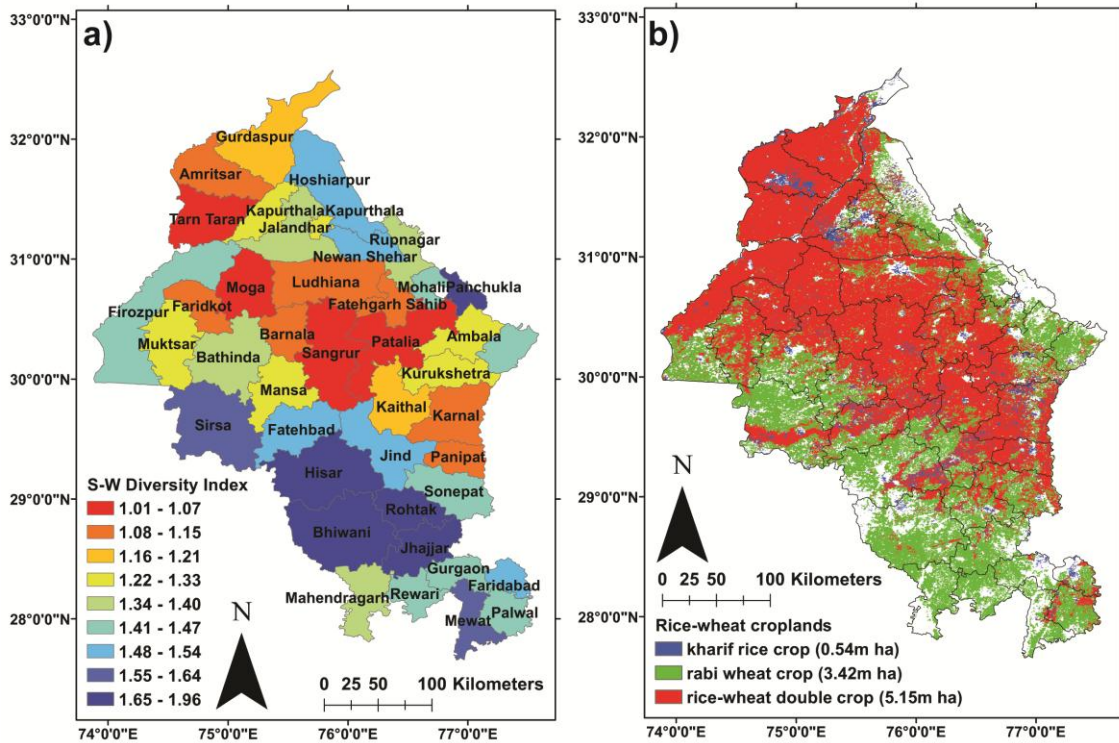 a)
33°0'0"N
32°0'0"N
31°0'0"N
30°0'0"N
29°0'0"N
28°0'0"N
Gurdaspur
Amritsar
Hoshiarpur
Tarn Taran
Kapurthala
Kapurthala
Jalandhar
Rupnagar
Newan Shehar
Moga
Ludhiana
Mohali
Panchukla
Firozpur
Faridkot
Fatehgarh Sahib
Barnala
Patalia
Ambala
Muktsar
Bathinda
Sangrur
Kurukshetra
Mansa
Kaithal
Karnal
Sirsa
Fatehbad
Jind
Panipat
Hisar
Sonepat
Rohtak
Bhiwani
Jhajjar
Gurgaon
Faridabad
Mahendragarh
Rewari
Palwal
Mewat
S-W Diversity Index
1.01 - 1.07
1.08 - 1.15
1.16 - 1.21
1.22 - 1.33
1.34 - 1.40
1.41 - 1.47
1.48 - 1.54
1.55 - 1.64
1.65 - 1.96
N
0 25 50 100 Kilometers
74°0'0"E 75°0'0"E 76°0'0"E 77°0'0"E
b)
33°0'0"N
32°0'0"N
31°0'0"N
30°0'0"N
29°0'0"N
28°0'0"N
N
0 25 50 100 Kilometers
Rice-wheat croplands
kharif rice crop (0.54m ha)
rabi wheat crop (3.42m ha)
rice-wheat double crop (5.15m ha)
74°0'0"E 75°0'0"E 76°0'0"E 77°0'0"E